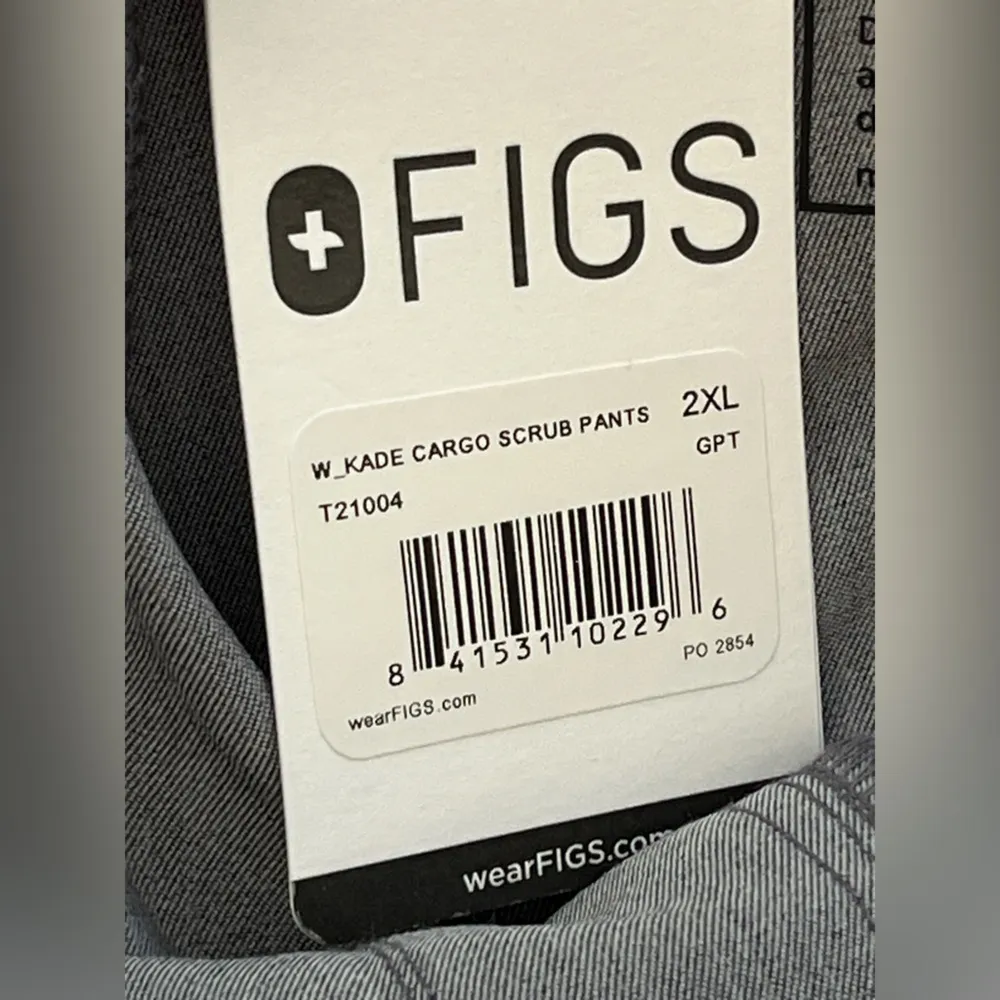 FIGS
W_KADE CARGO SCRUB PANTS 2XL
GPT
T21004
8 41531 10229 6
PO 2854
wearFIGS.com
wearFIGS.com